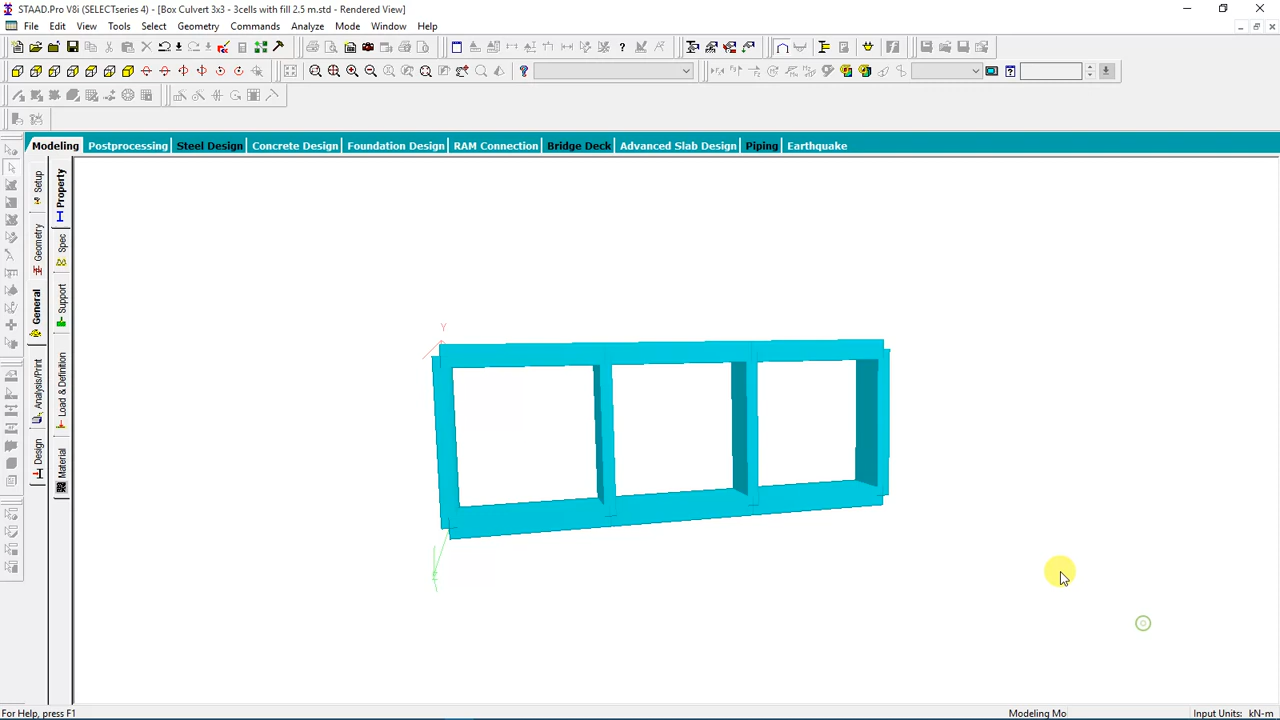 STAAD.Pro V8i (SELECTseries 4) - [Box Culvert 3x3 - 3cells with fill 2.5 m.std - Rendered View]
File Edit View Tools Select Geometry Commands Analyze Mode Window Help
Modeling Postprocessing Steel Design Concrete Design Foundation Design RAM Connection Bridge Deck Advanced Slab Design Piping Earthquake
Setup
Geometry
General
Analysis/Print
Design
Property
Spec
Support
Load & Definition
Material
Y
For Help, press F1
Modeling Mo
Input Units: kN-m